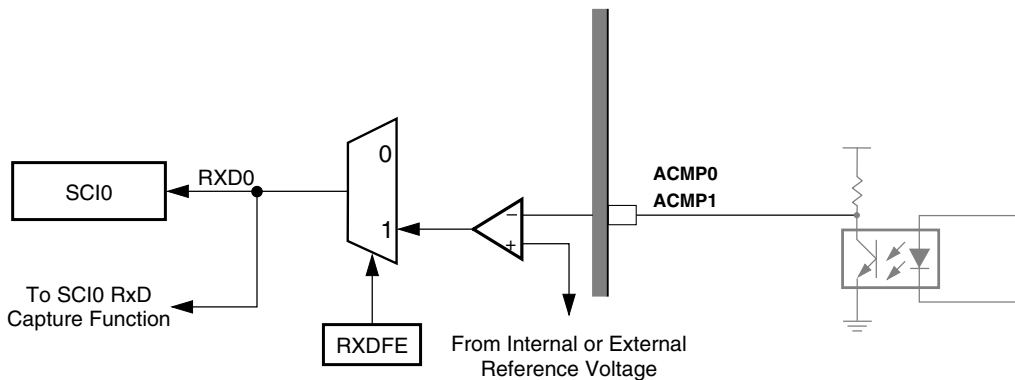 0
ACMP0
SCI0
RXD0
ACMP1
1
−
+
To SCI0 RxD
Capture Function
RXDFE
From Internal or External
Reference Voltage